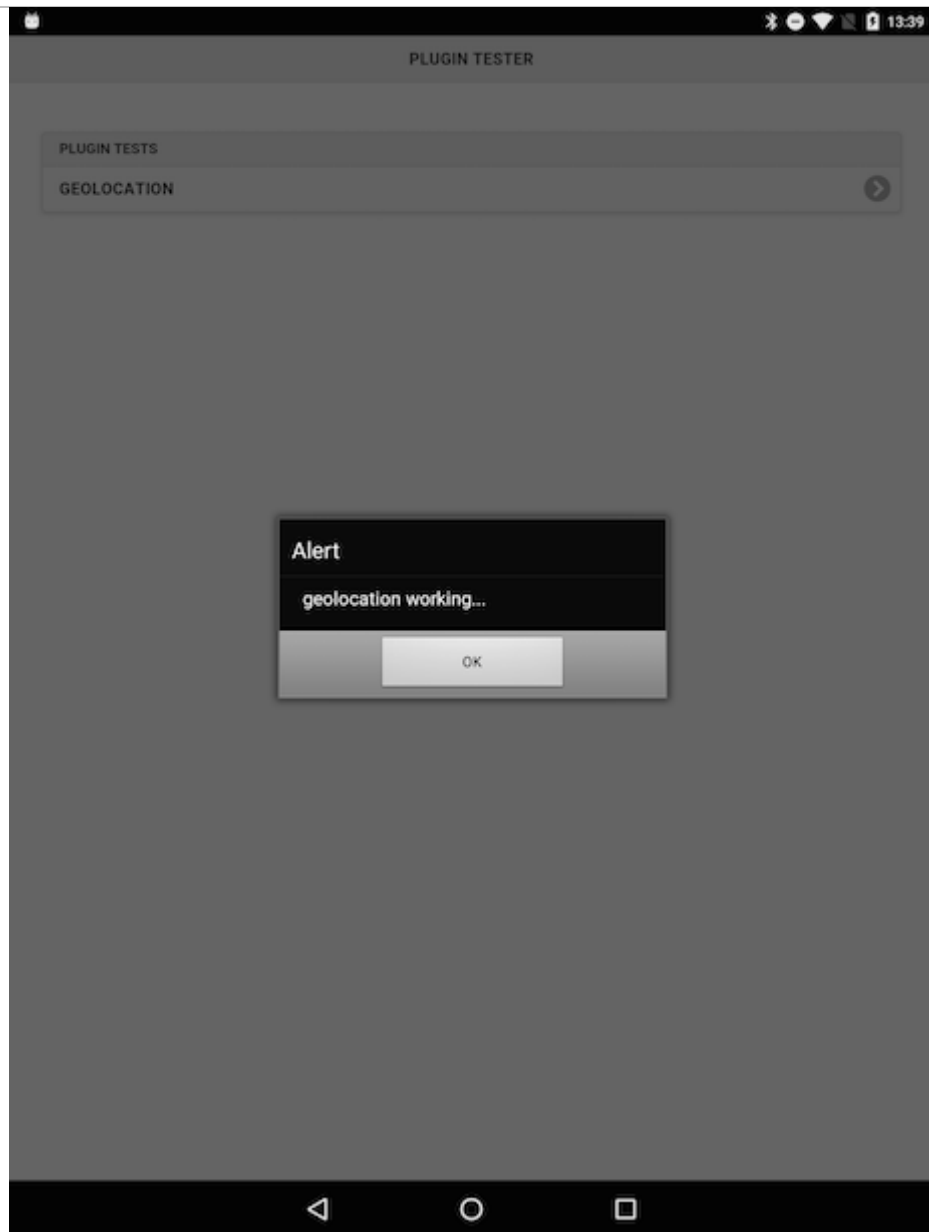 13:39
PLUGIN TESTER
PLUGIN TESTS
GEOLOCATION
Alert
geolocation working...
OK